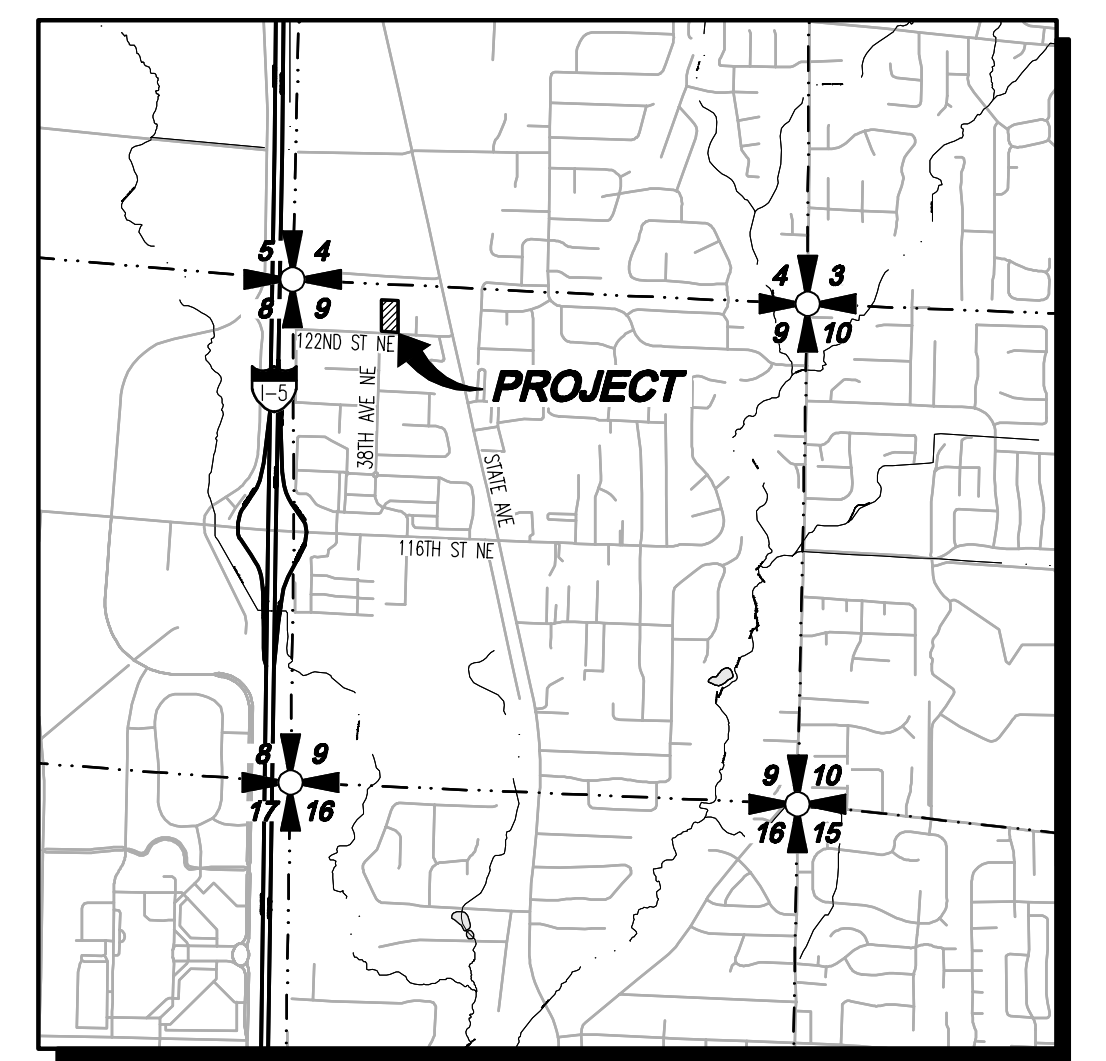 5 4
8 9
4 3
9 10
122ND ST NE
PROJECT
I-5
38TH AVE NE
STATE AVE
116TH ST NE
8 9
17 16
9 10
16 15